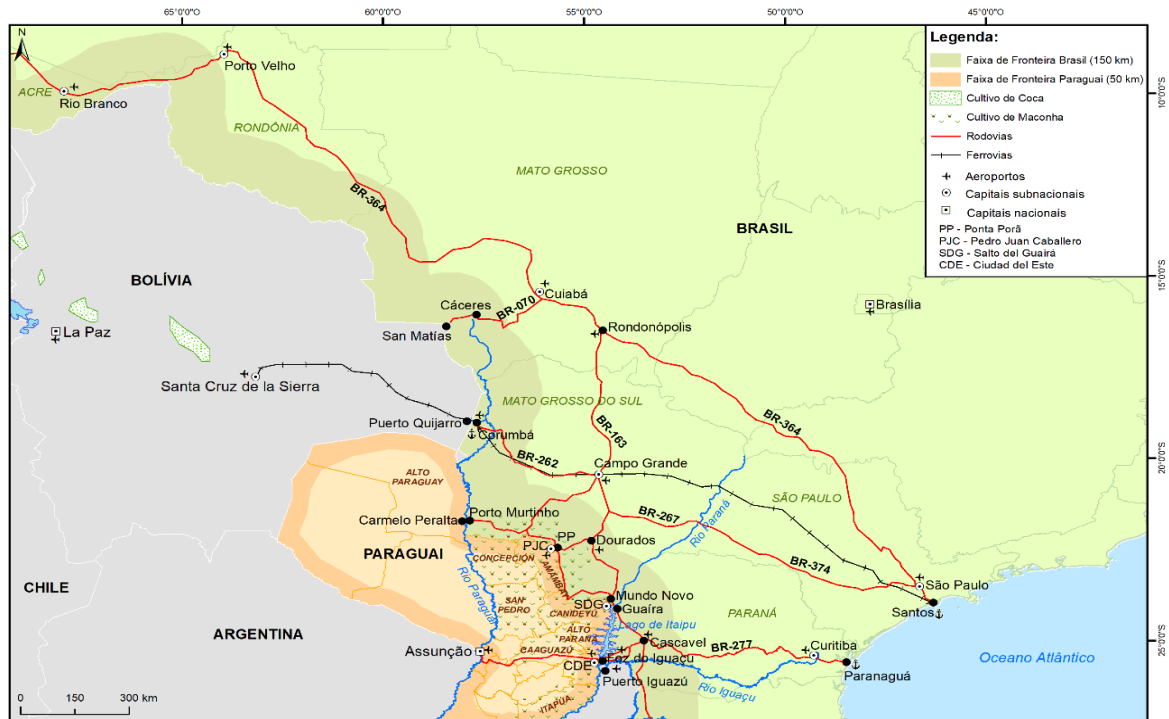 65°0'0"O
60°0'0"O
55°0'0"O
50°0'0"O
45°0'0"O
N
Legenda:
Faixa de Fronteira Brasil (150 km)
Faixa de Fronteira Paraguai (50 km)
Cultivo de Coca
Cultivo de Maconha
Rodovias
Ferrovias
Aeroportos
Capitais subnacionais
Capitais nacionais
PP - Ponta Porã
PJC - Pedro Juan Caballero
SDG - Salto del Guairá
CDE - Ciudad del Este
10°0'0"S
15°0'0"S
20°0'0"S
25°0'0"S
Porto Velho
ACRE
Rio Branco
RONDÔNIA
MATO GROSSO
BR-364
BRASIL
BOLÍVIA
Cuiabá
Brasília
Cáceres
BR-070
San Matías
Rondonópolis
La Paz
Santa Cruz de la Sierra
MATO GROSSO DO SUL
BR-364
BR-163
Puerto Quijarro
Corumbá
BR-262
Campo Grande
ALTO
PARAGUAY
SÃO PAULO
Rio Paraná
BR-267
Carmelo Peralta
Porto Murtinho
PJC
PP
Dourados
PARAGUAI
CONCEPCIÓN
AMAMBAY
BR-374
São Paulo
Santos
CHILE
Rio Paraguai
SAN
PEDRO
Mundo Novo
SDG
Guaíra
CANIDEYÚ
PARANÁ
Lago de Itaipu
ARGENTINA
ALTO
PARANÁ
Cascavel
CAAGUAZÚ
Assunção
BR-277
Curitiba
CDE
Foz do Iguaçu
Puerto Iguazú
Paranaguá
Oceano Atlântico
Rio Iguaçu
ITAPÚA
0 150 300 km